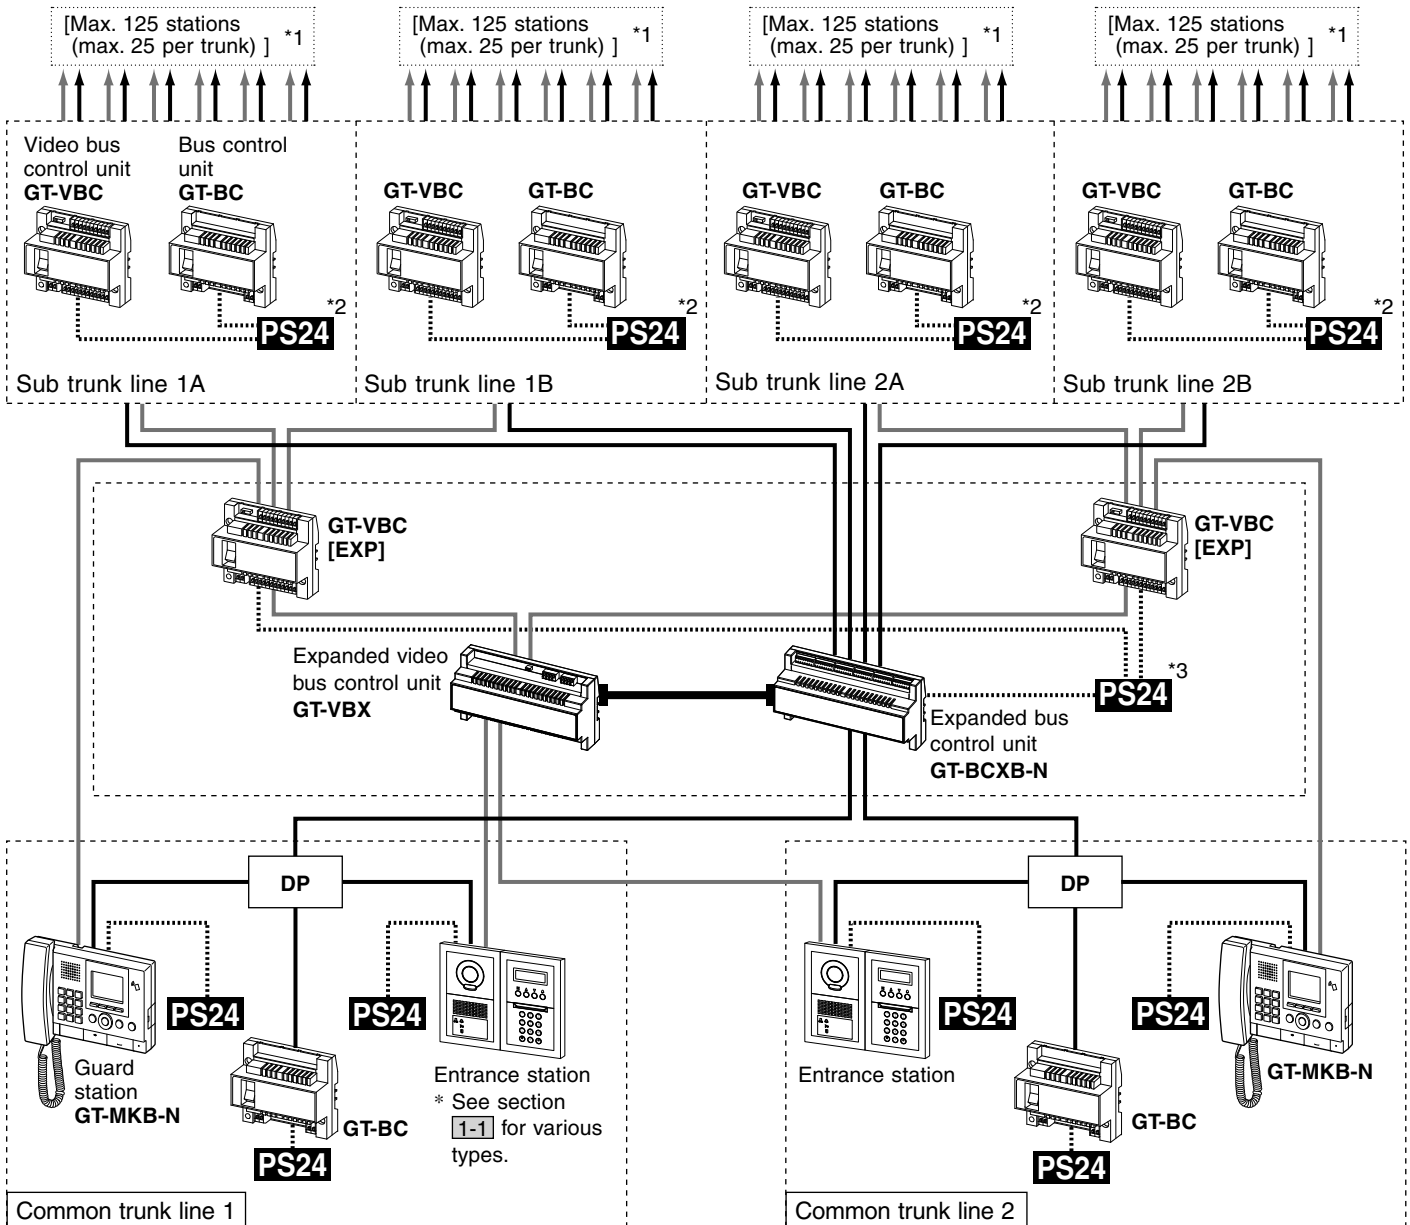 [Max. 125 stations
(max. 25 per trunk) ] *1
[Max. 125 stations
(max. 25 per trunk) ] *1
[Max. 125 stations
(max. 25 per trunk) ] *1
[Max. 125 stations
(max. 25 per trunk) ] *1
Video bus
control unit
GT-VBC
Bus control
unit
GT-BC
*2
PS24
Sub trunk line 1A
GT-VBC
GT-BC
*2
PS24
Sub trunk line 1B
GT-VBC
GT-BC
*2
PS24
Sub trunk line 2A
GT-VBC
GT-BC
*2
PS24
Sub trunk line 2B
GT-VBC
[EXP]
GT-VBC
[EXP]
Expanded video
bus control unit
GT-VBX
*3
PS24
Expanded bus
control unit
GT-BCXB-N
DP
PS24
PS24
Guard
station
GT-MKB-N
GT-BC
PS24
Entrance station
* See section
1-1 for various
types.
Common trunk line 1
DP
PS24
PS24
Entrance station
GT-MKB-N
GT-BC
PS24
Common trunk line 2